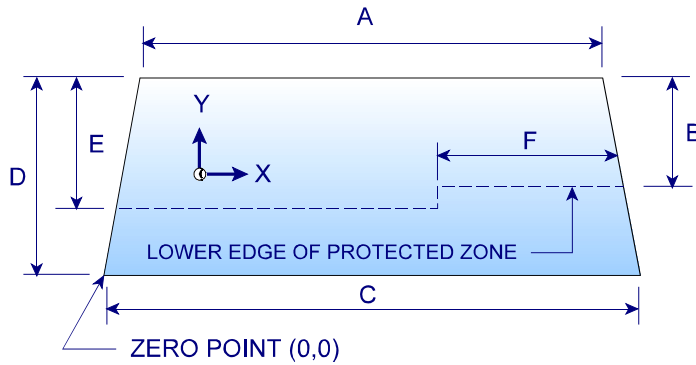 A
Y
B
E
F
D
X
LOWER EDGE OF PROTECTED ZONE
C
ZERO POINT (0,0)